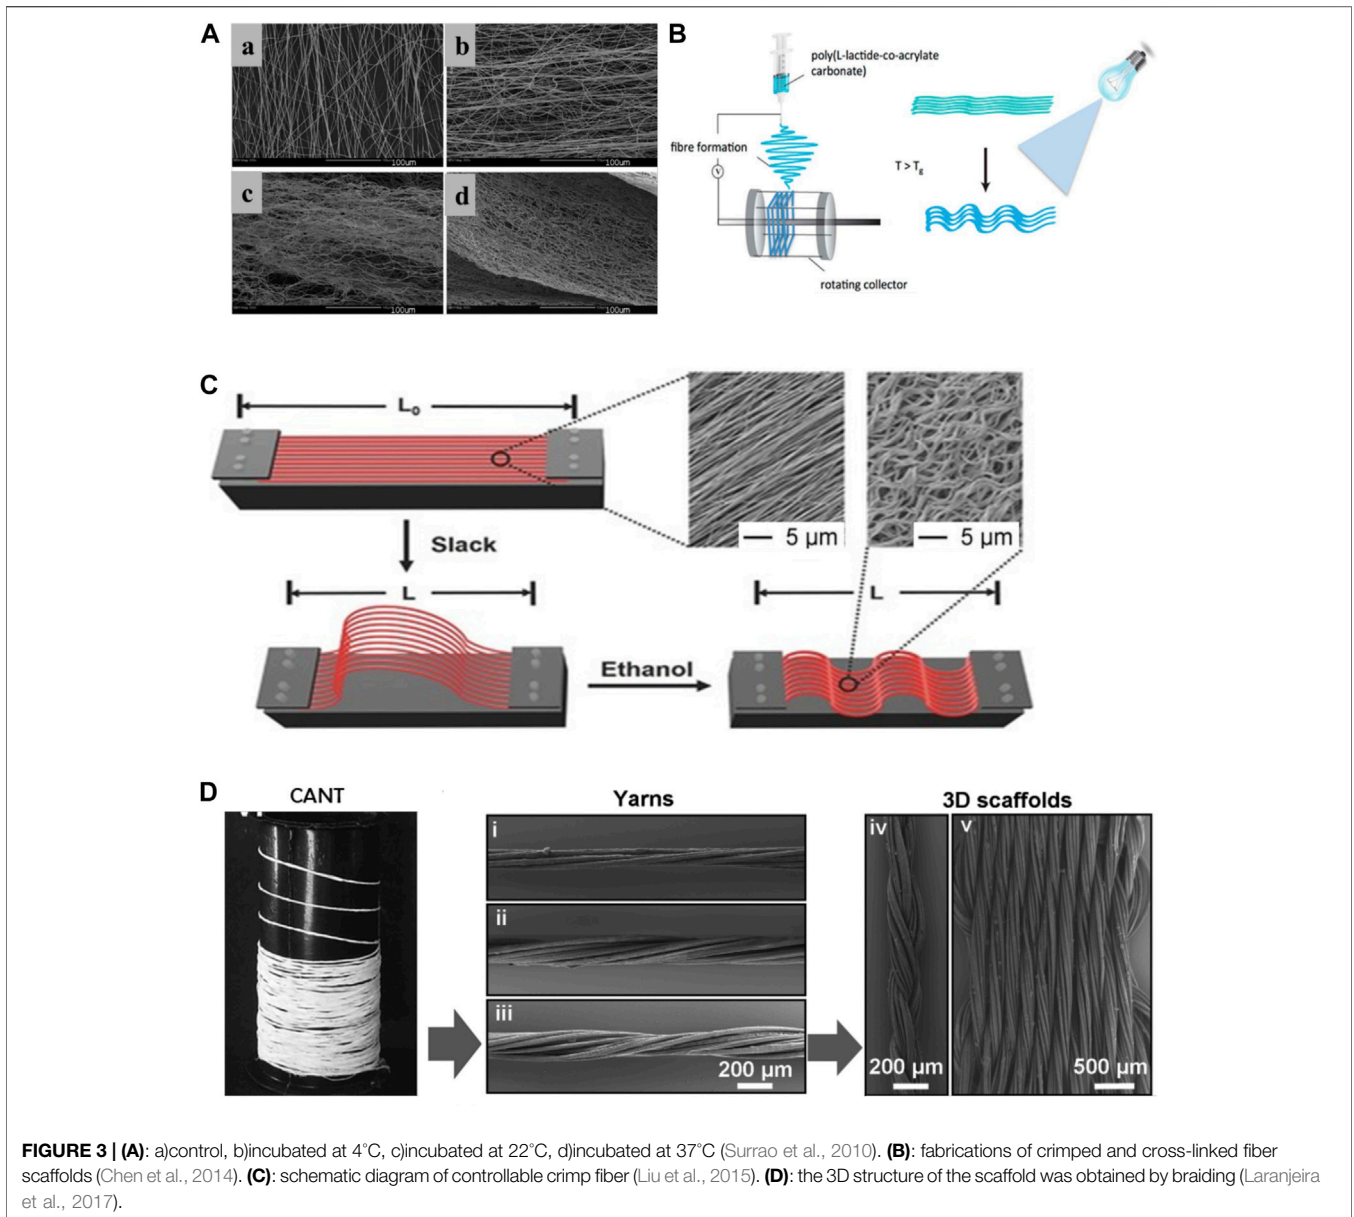 A
a
b
100um
100um
c
d
100um
100um
B
poly(L-lactide-co-acrylate
carbonate)
fibre formation
V
T > Tg
rotating collector
C
L₀
5 µm
5 µm
Slack
L
L
Ethanol
D
CANT
Yarns
3D scaffolds
i
ii
iii
200 µm
iv
v
200 µm
500 µm
FIGURE 3 | (A): a)control, b)incubated at 4°C, c)incubated at 22°C, d)incubated at 37°C (Surrao et al., 2010). (B): fabrications of crimped and cross-linked fiber
scaffolds (Chen et al., 2014). (C): schematic diagram of controllable crimp fiber (Liu et al., 2015). (D): the 3D structure of the scaffold was obtained by braiding (Laranjeira
et al., 2017).